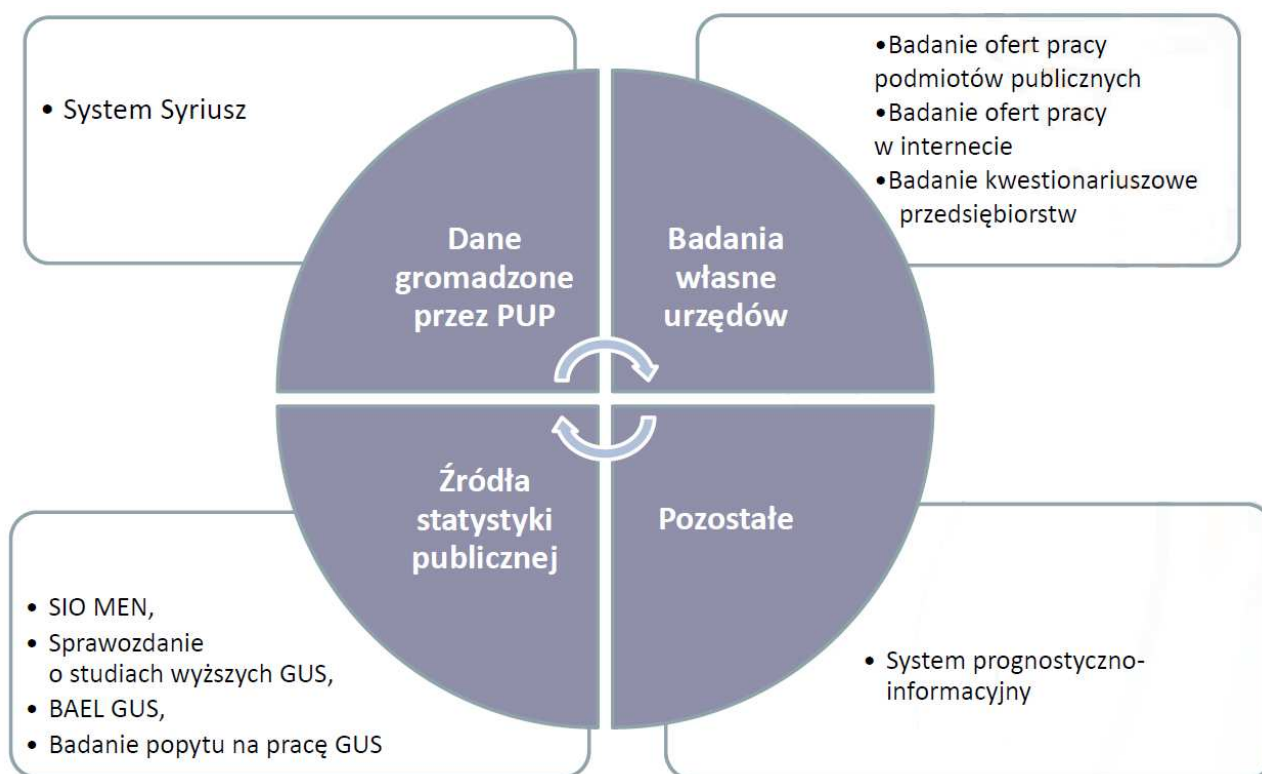 • System Syriusz
•Badanie ofert pracy
podmiotów publicznych
•Badanie ofert pracy
w internecie
•Badanie kwestionariuszowe
przedsiębiorstw
Dane
gromadzone
przez PUP
Badania
własne
urzędów
Źródła
statystyki
publicznej
Pozostałe
• SIO MEN,
• Sprawozdanie
o studiach wyższych GUS,
• BAEL GUS,
• Badanie popytu na pracę GUS
• System prognostyczno-
informacyjny